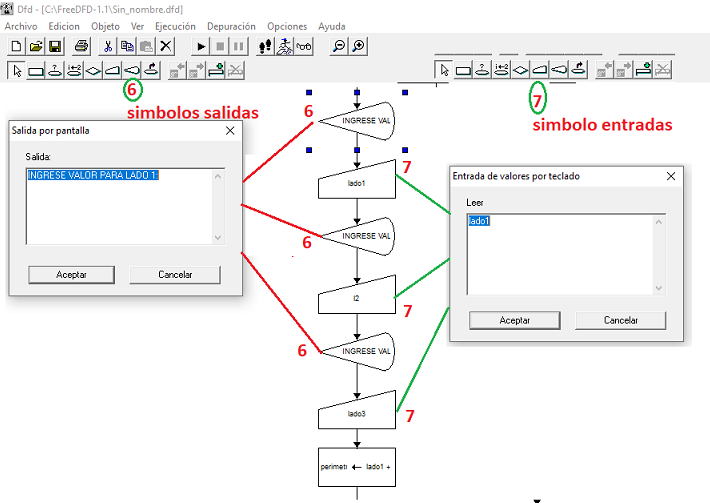 Dfd - [C:\FreeDFD-1.1\Sin_nombre.dfd]
Archivo Edicion Objeto Ver Ejecución Depuración Opciones Ayuda
6
simbolos salidas
7
simbolo entradas
Salida por pantalla
Salida:
INGRESE VALOR PARA LADO 1:
Aceptar Cancelar
6
INGRESE VAL
7
lado1
6
INGRESE VAL
l2
7
6
INGRESE VAL
lado3
7
perimetr ← lado1 +
Entrada de valores por teclado
Leer
lado1
Aceptar Cancelar